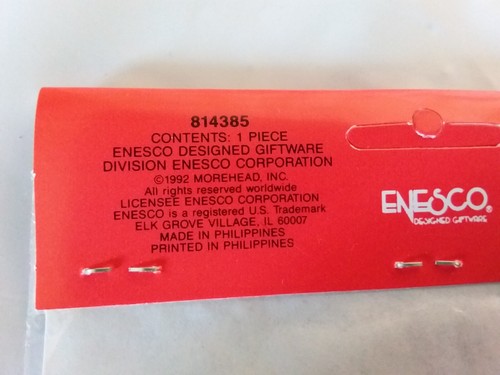 814385
CONTENTS: 1 PIECE
ENESCO DESIGNED GIFTWARE
DIVISION ENESCO CORPORATION
©1992 MOREHEAD, INC.
All rights reserved worldwide
LICENSEE ENESCO CORPORATION
ENESCO is a registered U.S. Trademark
ELK GROVE VILLAGE, IL 60007
MADE IN PHILIPPINES
PRINTED IN PHILIPPINES
ENESCO®
DESIGNED GIFTWARE